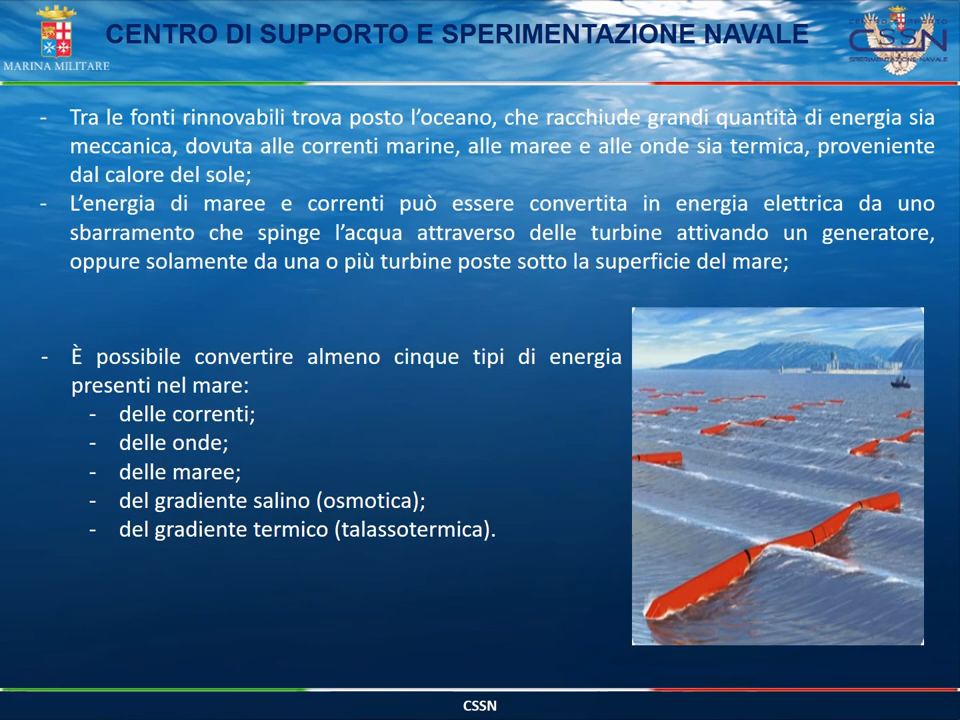 CENTRO DI SUPPORTO E SPERIMENTAZIONE NAVALE
MARINA MILITARE
CENTRO SUPPORTO
CSSN
SPERIMENTAZIONE NAVALE
- Tra le fonti rinnovabili trova posto l’oceano, che racchiude grandi quantità di energia sia
meccanica, dovuta alle correnti marine, alle maree e alle onde sia termica, proveniente
dal calore del sole;
- L’energia di maree e correnti può essere convertita in energia elettrica da uno
sbarramento che spinge l’acqua attraverso delle turbine attivando un generatore,
oppure solamente da una o più turbine poste sotto la superficie del mare;
- È possibile convertire almeno cinque tipi di energia
presenti nel mare:
- delle correnti;
- delle onde;
- delle maree;
- del gradiente salino (osmotica);
- del gradiente termico (talassotermica).
CSSN